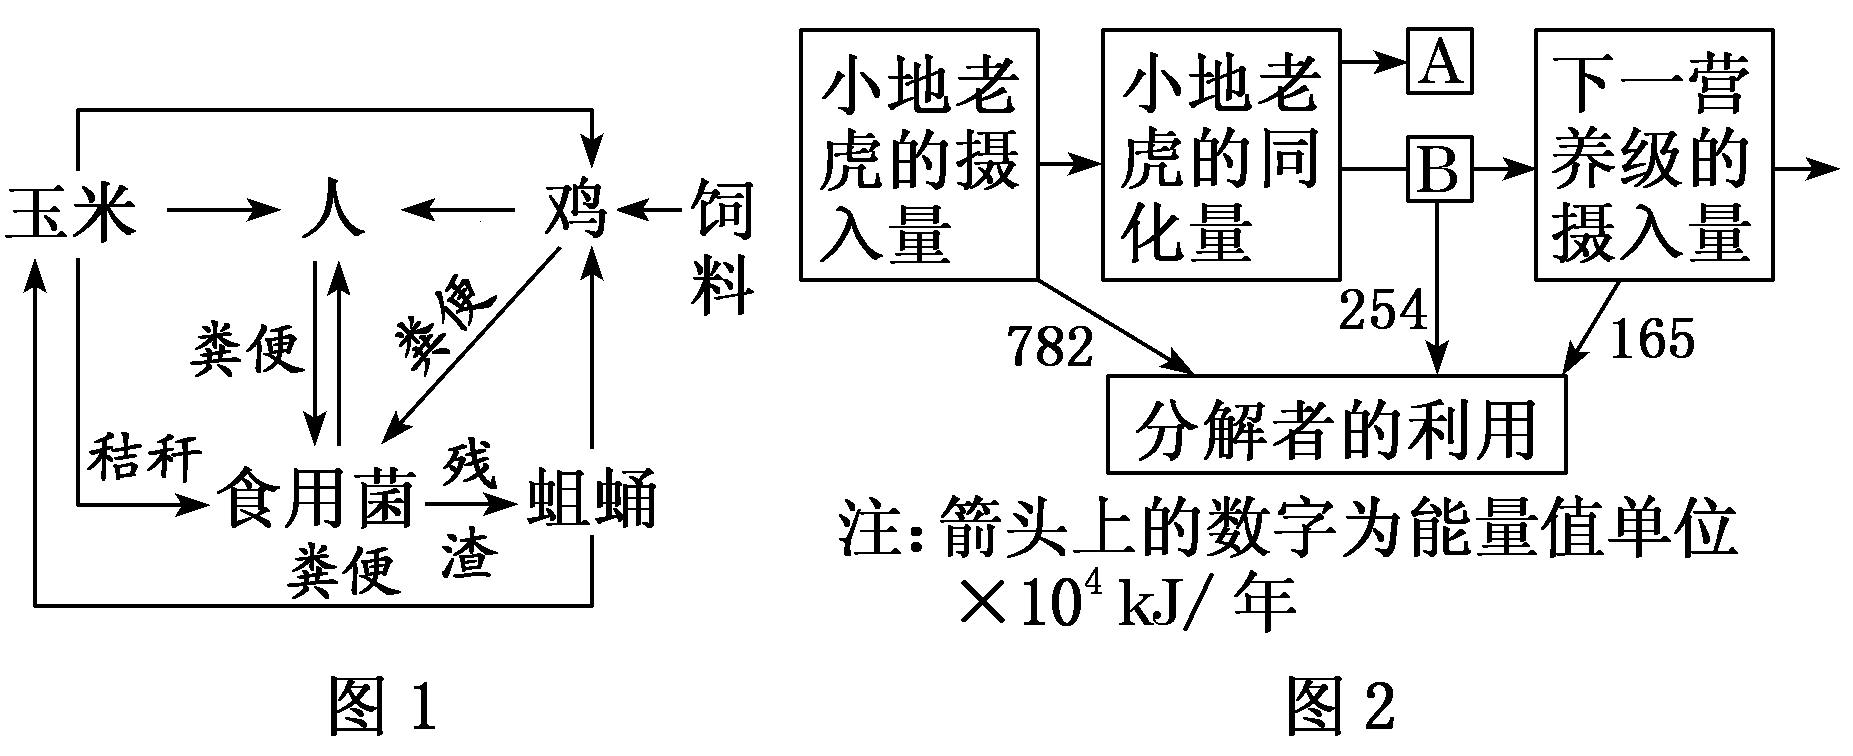 玉米
人
鸡
饲料
粪便
粪便
秸秆
食用菌
残渣
蛆蛹
粪便
图1
小地老虎的摄入量
小地老虎的同化量
A
B
下一营养级的摄入量
782
254
165
分解者的利用
注:箭头上的数字为能量值单位
×10⁴ kJ/年
图2